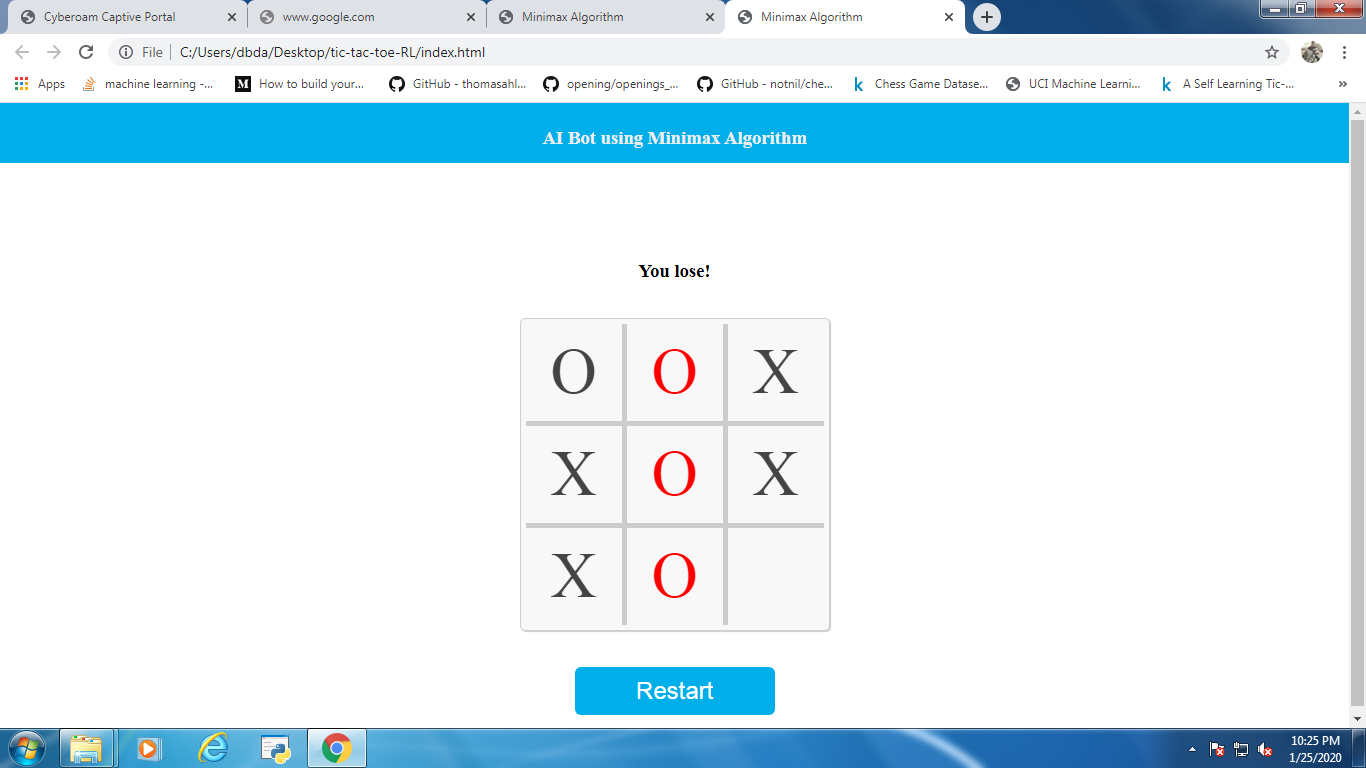 Cyberoam Captive Portal www.google.com Minimax Algorithm Minimax Algorithm
File C:/Users/dbda/Desktop/tic-tac-toe-RL/index.html
Apps machine learning -... How to build your... GitHub - thomasahl... opening/openings_... GitHub - notnil/che... Chess Game Datase... UCI Machine Learni... A Self Learning Tic-... »
AI Bot using Minimax Algorithm
You lose!
O O X
X O X
X O
Restart
10:25 PM
1/25/2020